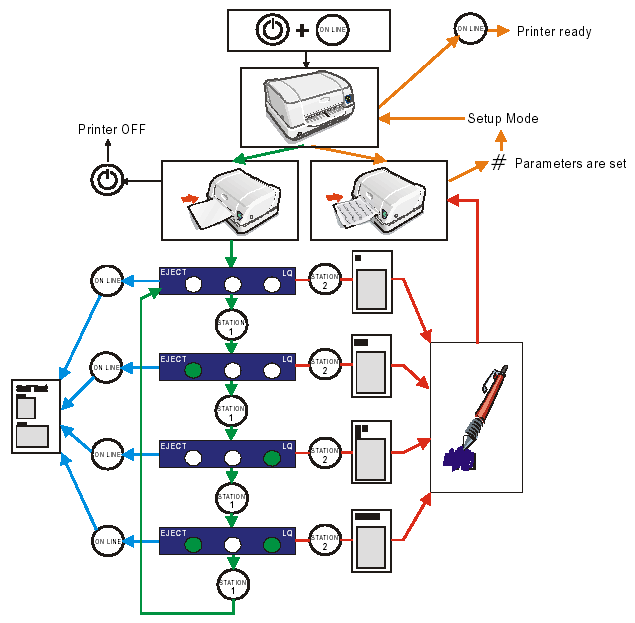 + ON LINE
ON LINE
Printer ready
Setup Mode
Printer OFF
# Parameters are set
EJECT LQ
ON LINE
STATION 2
STATION 1
EJECT LQ
ON LINE
STATION 2
STATION 1
EJECT LQ
ON LINE
STATION 2
STATION 1
EJECT LQ
ON LINE
STATION 2
STATION 1
Self Test